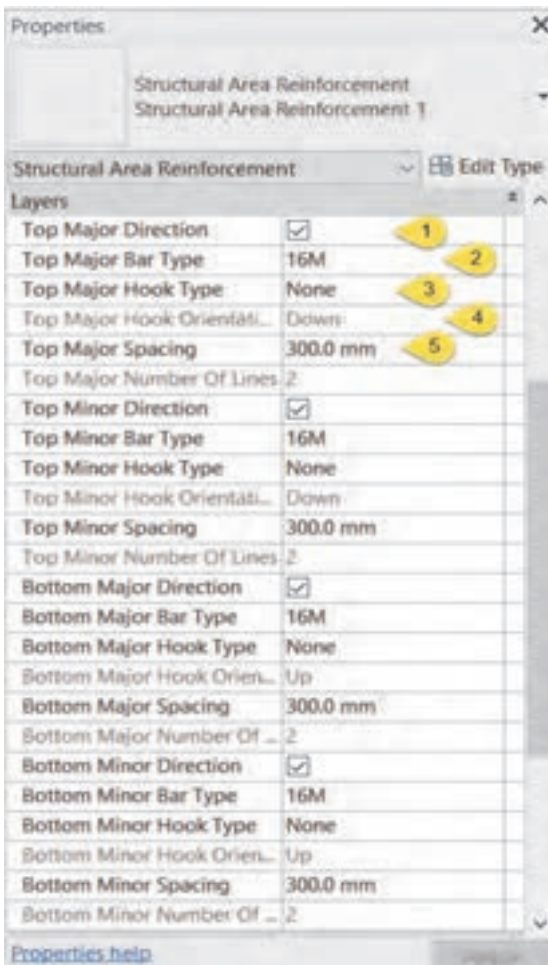 Properties
Structural Area Reinforcement
Structural Area Reinforcement 1
Structural Area Reinforcement Edit Type
Layers
Top Major Direction 1
Top Major Bar Type 16M 2
Top Major Hook Type None 3
Top Major Hook Orientati... Down 4
Top Major Spacing 300.0 mm 5
Top Major Number Of Lines 2
Top Minor Direction
Top Minor Bar Type 16M
Top Minor Hook Type None
Top Minor Hook Orientati... Down
Top Minor Spacing 300.0 mm
Top Minor Number Of Lines 2
Bottom Major Direction
Bottom Major Bar Type 16M
Bottom Major Hook Type None
Bottom Major Hook Orien... Up
Bottom Major Spacing 300.0 mm
Bottom Major Number Of ... 2
Bottom Minor Direction
Bottom Minor Bar Type 16M
Bottom Minor Hook Type None
Bottom Minor Hook Orien... Up
Bottom Minor Spacing 300.0 mm
Bottom Minor Number Of ... 2
Properties help